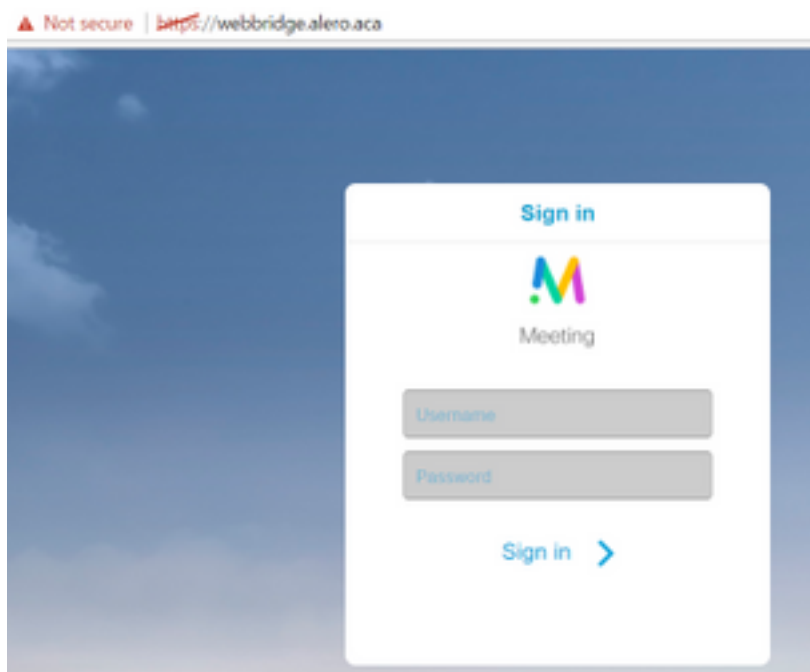 Not secure | https://webbridge.alero.aca
Sign in
Meeting
Username
Password
Sign in